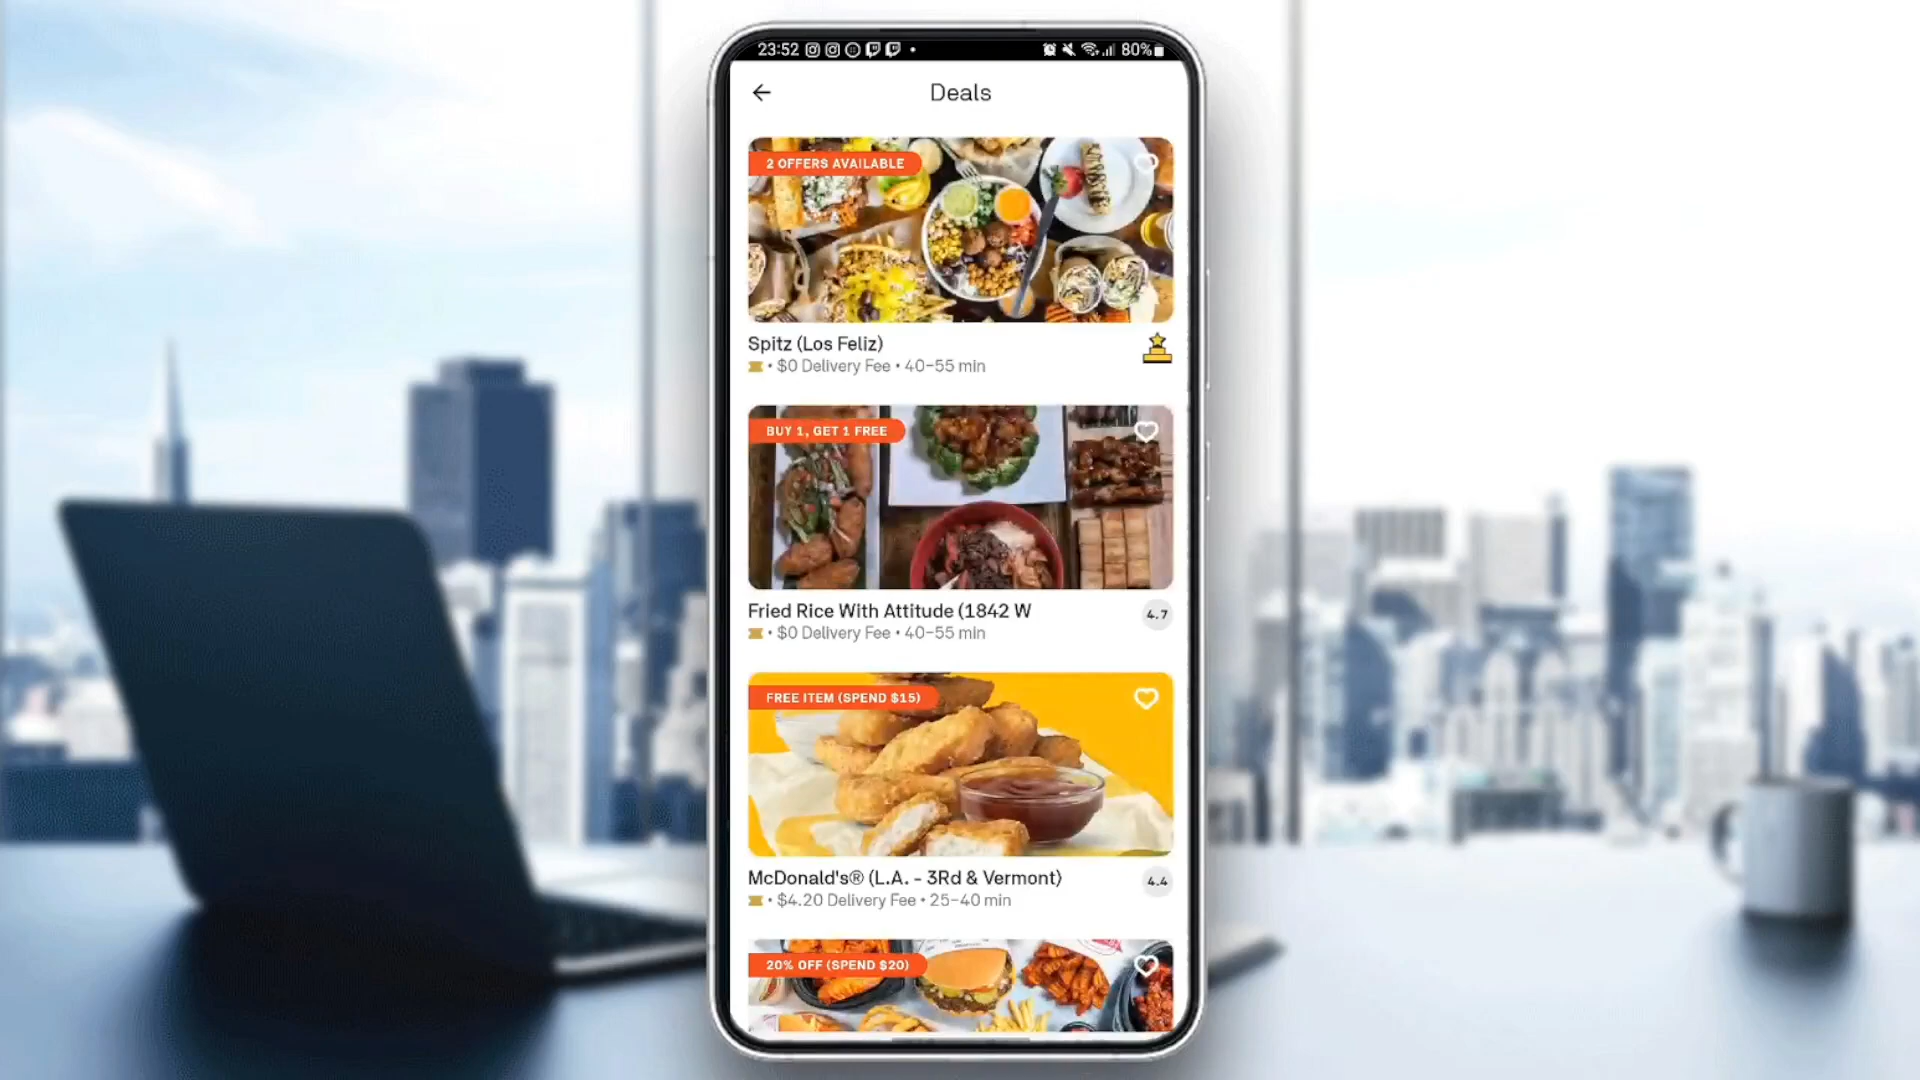 23:52
80%
Deals
2 OFFERS AVAILABLE
Spitz (Los Feliz)
• $0 Delivery Fee • 40–55 min
BUY 1, GET 1 FREE
Fried Rice With Attitude (1842 W
4.7
• $0 Delivery Fee • 40–55 min
FREE ITEM (SPEND $15)
McDonald's® (L.A. - 3Rd & Vermont)
4.4
• $4.20 Delivery Fee • 25–40 min
20% OFF (SPEND $20)